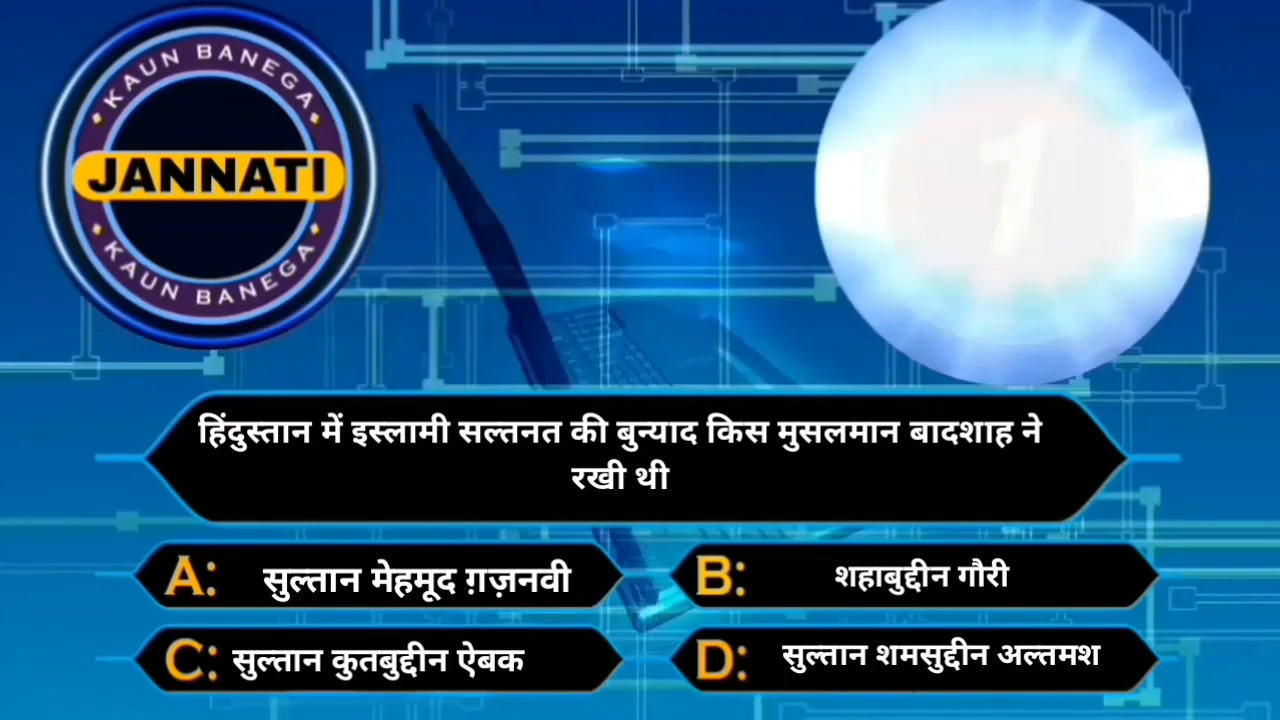 KAUN BANEGA
JANNATI
KAUN BANEGA
1
हिंदुस्तान में इस्लामी सल्तनत की बुन्याद किस मुसलमान बादशाह ने
रखी थी
A: सुल्तान मेहमूद ग़ज़नवी
B: शहाबुद्दीन गौरी
C: सुल्तान कुतबुद्दीन ऐबक
D: सुल्तान शमसुद्दीन अल्तमश